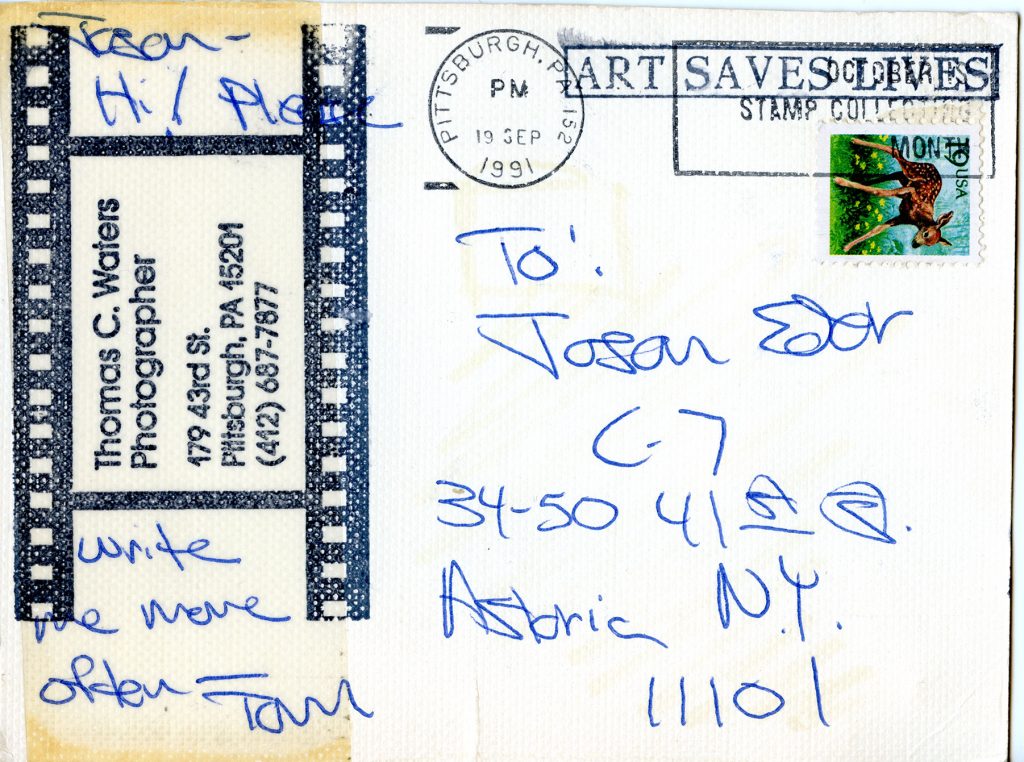 Jason -
Hi! Please
Thomas C. Waters
Photographer
179 43rd St.
Pittsburgh, PA 15201
(412) 687-7877
write
me more
often - Tom
PITTSBURGH, PA 152
PM
19 SEP
1991
ART SAVES LIVES
OCTOBER IS
STAMP COLLECTING
MONTH
19 USA
To:
Jason
C-7
34-50 41 St
Astoria N.Y.
11101